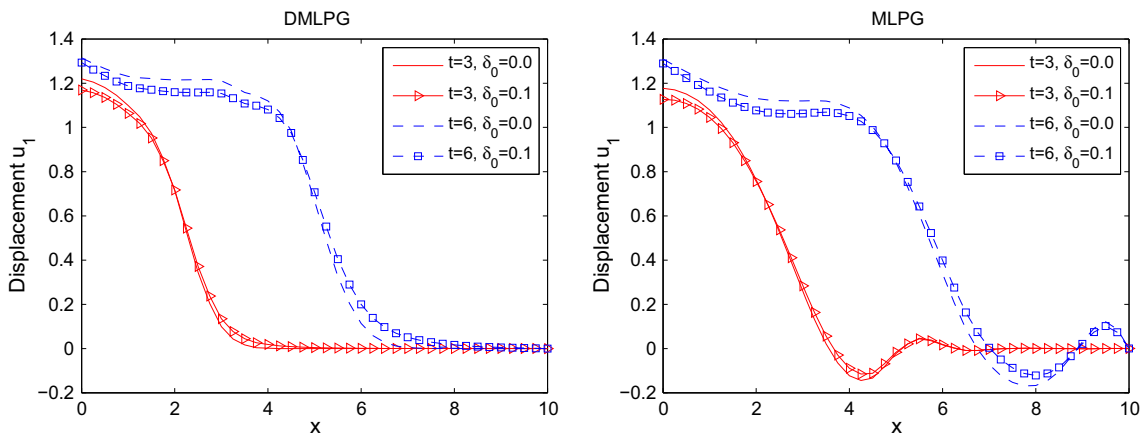 DMLPG
Displacement u₁
1.4
1.2
1
0.8
0.6
0.4
0.2
0
−0.2
t=3, δ₀=0.0
t=3, δ₀=0.1
t=6, δ₀=0.0
t=6, δ₀=0.1
0 2 4 6 8 10
x
MLPG
Displacement u₁
1.4
1.2
1
0.8
0.6
0.4
0.2
0
−0.2
t=3, δ₀=0.0
t=3, δ₀=0.1
t=6, δ₀=0.0
t=6, δ₀=0.1
0 2 4 6 8 10
x